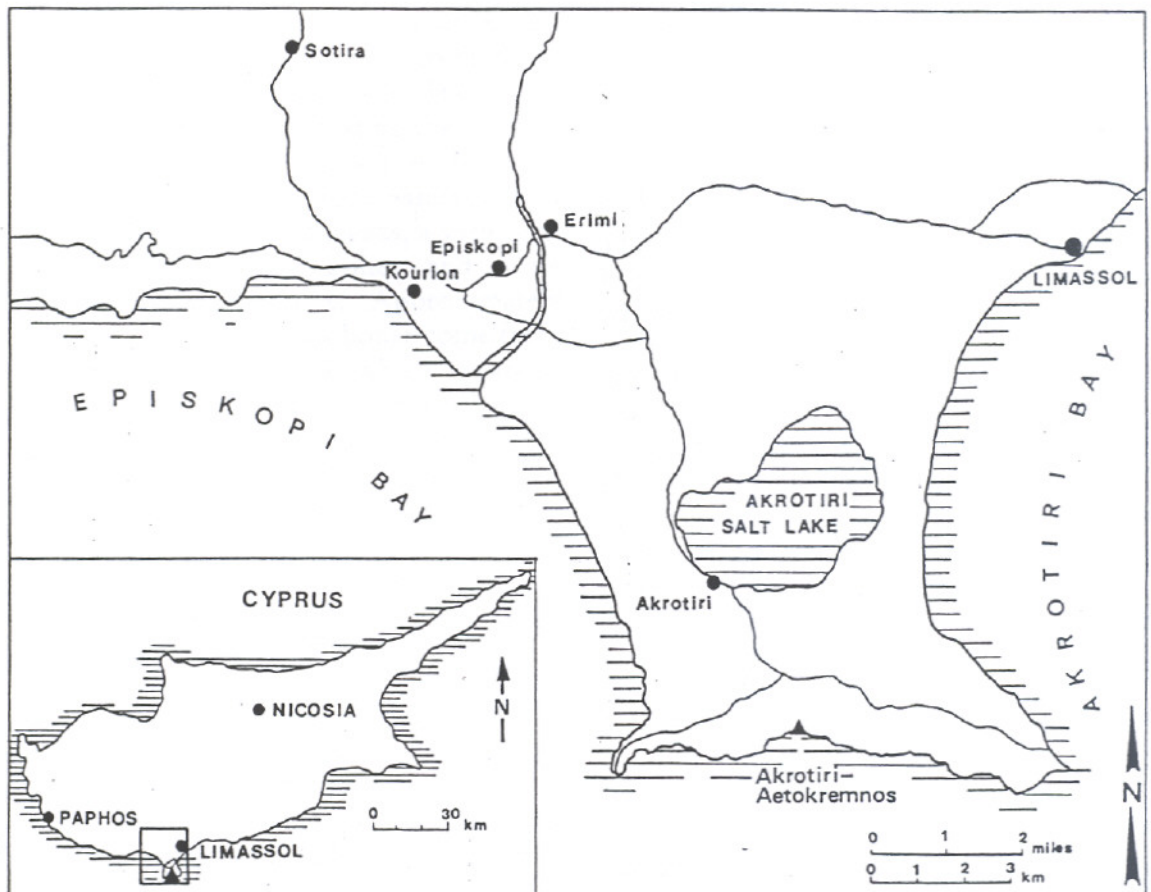 Sotira
Erimi
Episkopi
Kourion
LIMASSOL
EPISKOPI BAY
AKROTIRI BAY
AKROTIRI
SALT LAKE
Akrotiri
Akrotiri–
Aetokremnos
CYPRUS
N
NICOSIA
PAPHOS
LIMASSOL
0 30
km
N
0 1 2
miles
0 1 2 3
km